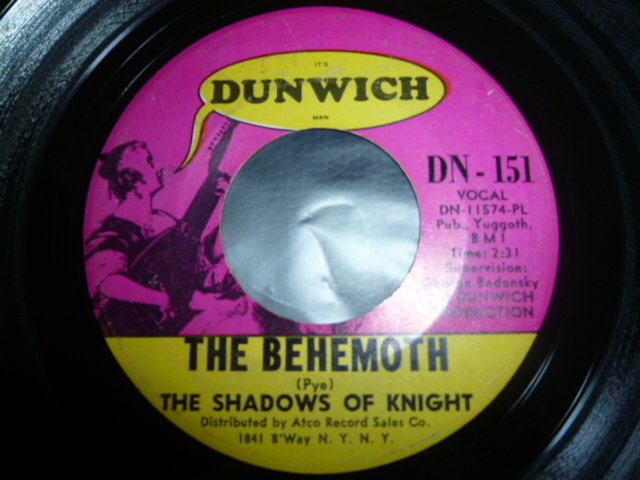 IT'S
DUNWICH
MAN
DN-151
VOCAL
DN-11574-PL
Pub., Yuggoth,
BMI
Time: 2:31
Supervision:
Badonsky
DUNWICH
THE BEHEMOTH
(Pye)
THE SHADOWS OF KNIGHT
Distributed by Atco Record Sales Co.
1841 B'Way N. Y. N. Y.